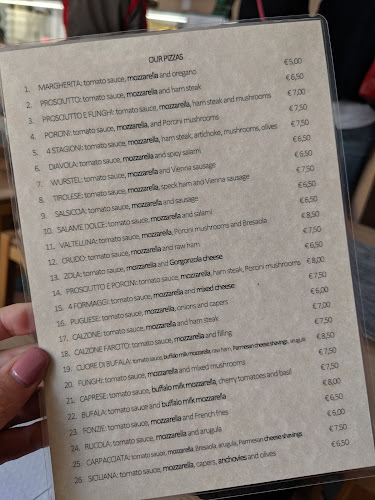 OUR PIZZAS
1. MARGHERITA: tomato sauce, mozzarella and oregano €5,00
2. PROSCIUTTO: tomato sauce, mozzarella and ham steak €6,50
3. PROSCIUTTO E FUNGHI: tomato sauce, mozzarella, ham steak and mushrooms €7,00
4. PORCINI: tomato sauce, mozzarella, and Porcini mushrooms €7,50
5. 4 STAGIONI: tomato sauce, mozzarella, ham steak, artichoke, mushrooms, olives €7,50
6. DIAVOLA: tomato sauce, mozzarella and spicy salami €6,50
7. WURSTEL: tomato sauce, mozzarella and Vienna sausage €6,50
8. TIROLESE: tomato sauce, mozzarella, speck ham and Vienna sausage €7,50
9. SALSICCIA: tomato sauce, mozzarella and sausage €6,50
10. SALAME DOLCE: tomato sauce, mozzarella and salami €6,50
11. VALTELLINA: tomato sauce, mozzarella, Porcini mushrooms and Bresaola €8,50
12. CRUDO: tomato sauce, mozzarella and raw ham €7,50
13. ZOLA: tomato sauce, mozzarella and Gorgonzola cheese €6,50
14. PROSCIUTTO E PORCINI: tomato sauce, mozzarella, ham steak, Porcini mushrooms €8,00
15. 4 FORMAGGI: tomato sauce, mozzarella and mixed cheese €7,50
16. PUGLIESE: tomato sauce, mozzarella, onions and capers €6,50
17. CALZONE: tomato sauce, mozzarella and ham steak €7,00
18. CALZONE FARCITO: tomato sauce, mozzarella and filling €7,50
19. CUORE DI BUFALA: tomato sauce, buffalo milk mozzarella, raw ham, Parmesan cheese shavings, arugula €8,50
20. FUNGHI: tomato sauce, mozzarella and mixed mushrooms €7,50
21. CAPRESE: tomato sauce, buffalo milk mozzarella, cherry tomatoes and basil €7,50
22. BUFALA: tomato sauce and buffalo milk mozzarella €8,00
23. FONZIE: tomato sauce, mozzarella and French fries €6,50
24. RUCOLA: tomato sauce, mozzarella and arugula €6,00
25. CARPACCIATA: tomato sauce, mozzarella, Bresaola, arugula, Parmesan cheese shavings €7,50
26. SICILIANA: tomato sauce, mozzarella, capers, anchovies and olives €6,50